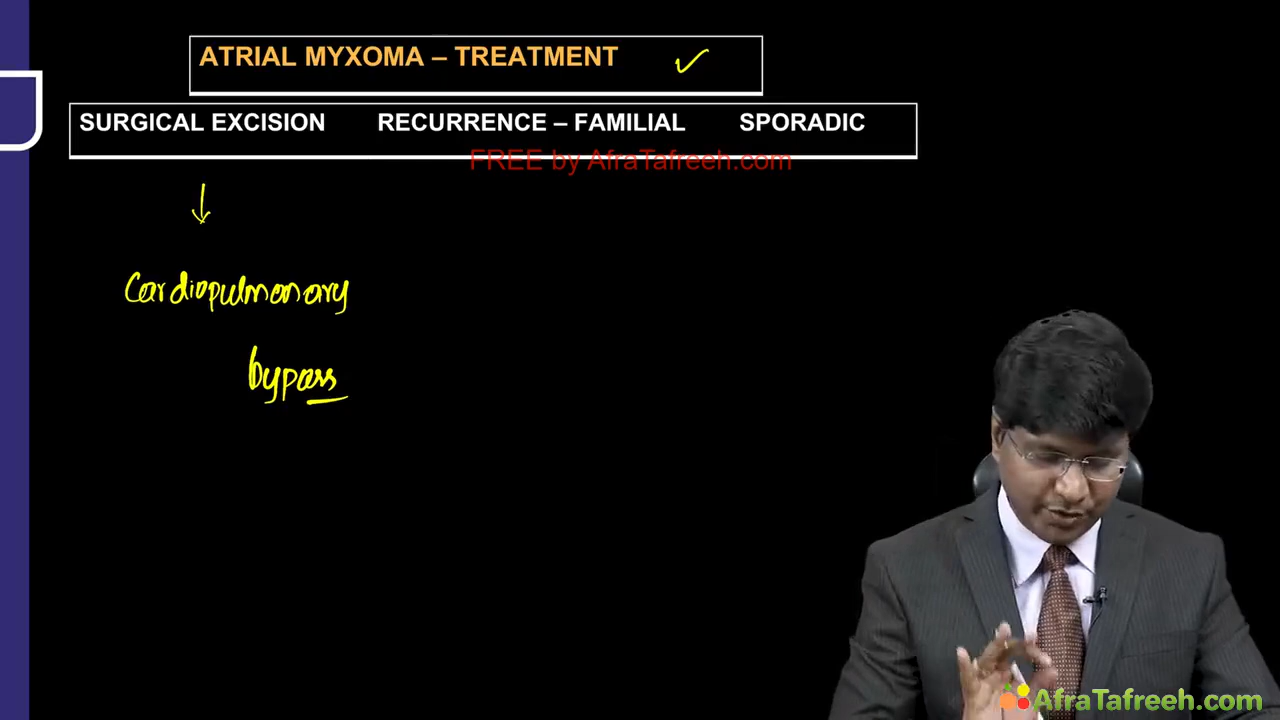 ATRIAL MYXOMA – TREATMENT
SURGICAL EXCISION RECURRENCE – FAMILIAL SPORADIC
FREE by AfraTafreeh.com
Cardiopulmonary
bypass
AfraTafreeh.com